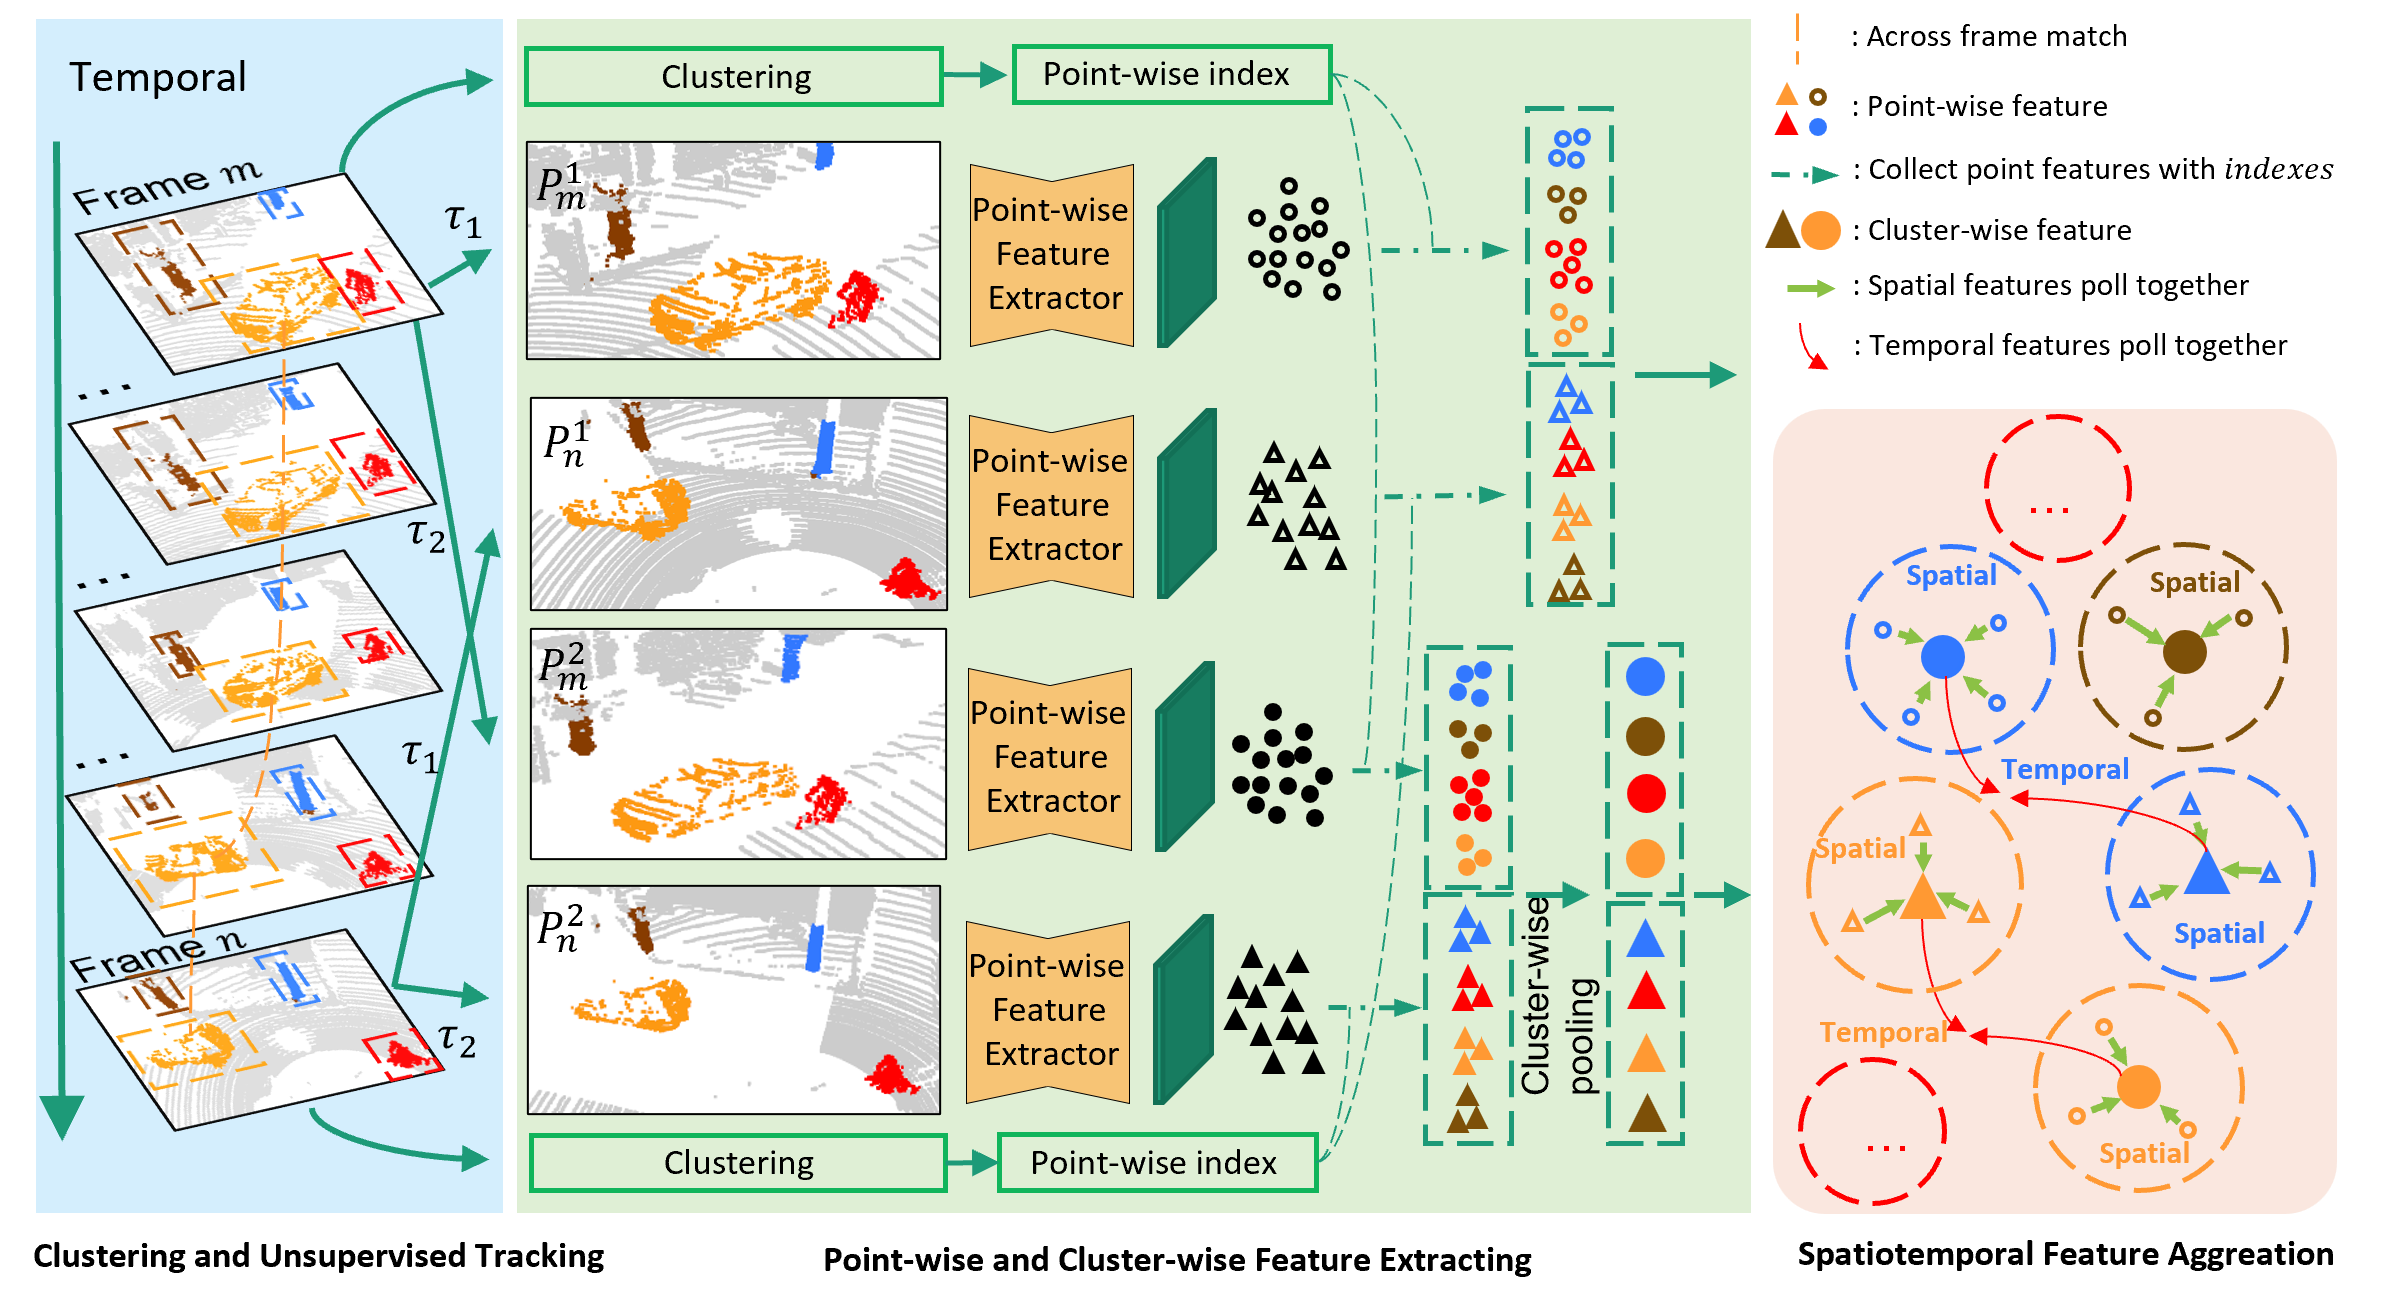 Temporal
Frame m
τ1
...
τ2
...
...
τ1
Frame n
τ2
Clustering
Point-wise index
P_m^1
Point-wise
Feature
Extractor
P_n^1
Point-wise
Feature
Extractor
P_m^2
Point-wise
Feature
Extractor
P_n^2
Point-wise
Feature
Extractor
Clustering
Point-wise index
Cluster-wise
pooling
: Across frame match
: Point-wise feature
: Collect point features with indexes
: Cluster-wise feature
: Spatial features poll together
: Temporal features poll together
...
Spatial
Spatial
Temporal
Spatial
Spatial
Temporal
Spatial
...
Clustering and Unsupervised Tracking
Point-wise and Cluster-wise Feature Extracting
Spatiotemporal Feature Aggreation